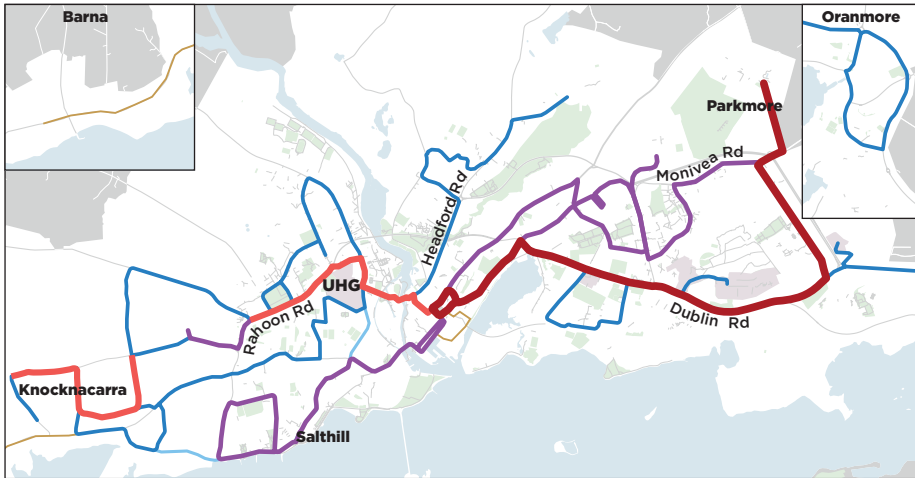 Barna
Oranmore
Parkmore
Monivea Rd
Headford Rd
UHG
Rahoon Rd
Dublin Rd
Knocknacarra
Salthill